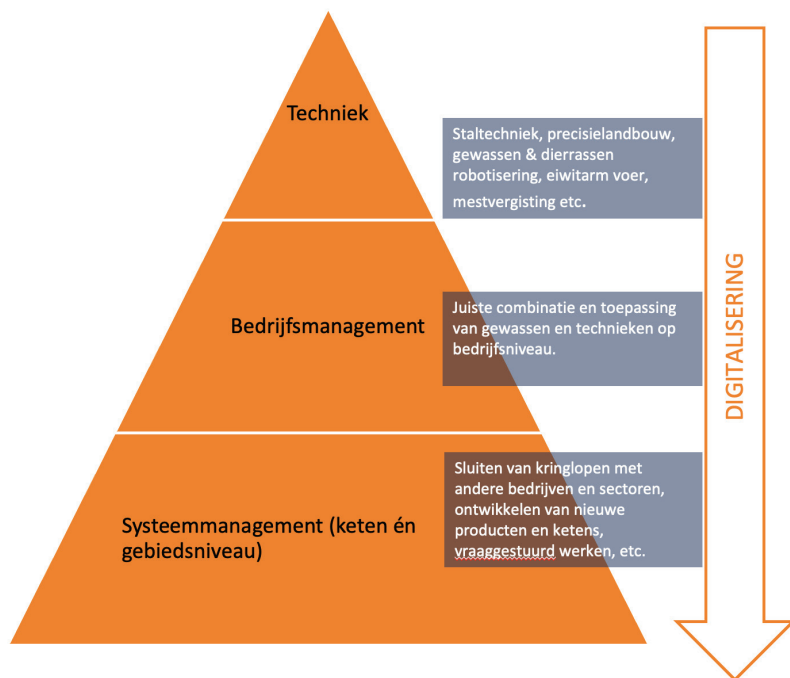 Techniek
Staltechniek, precisielandbouw,
gewassen & dierrassen
robotisering, eiwitarm voer,
mestvergisting etc.
Bedrijfsmanagement
Juiste combinatie en toepassing
van gewassen en technieken op
bedrijfsniveau.
Systeemmanagement (keten én
gebiedsniveau)
Sluiten van kringlopen met
andere bedrijven en sectoren,
ontwikkelen van nieuwe
producten en ketens,
vraaggestuurd werken, etc.
DIGITALISERING